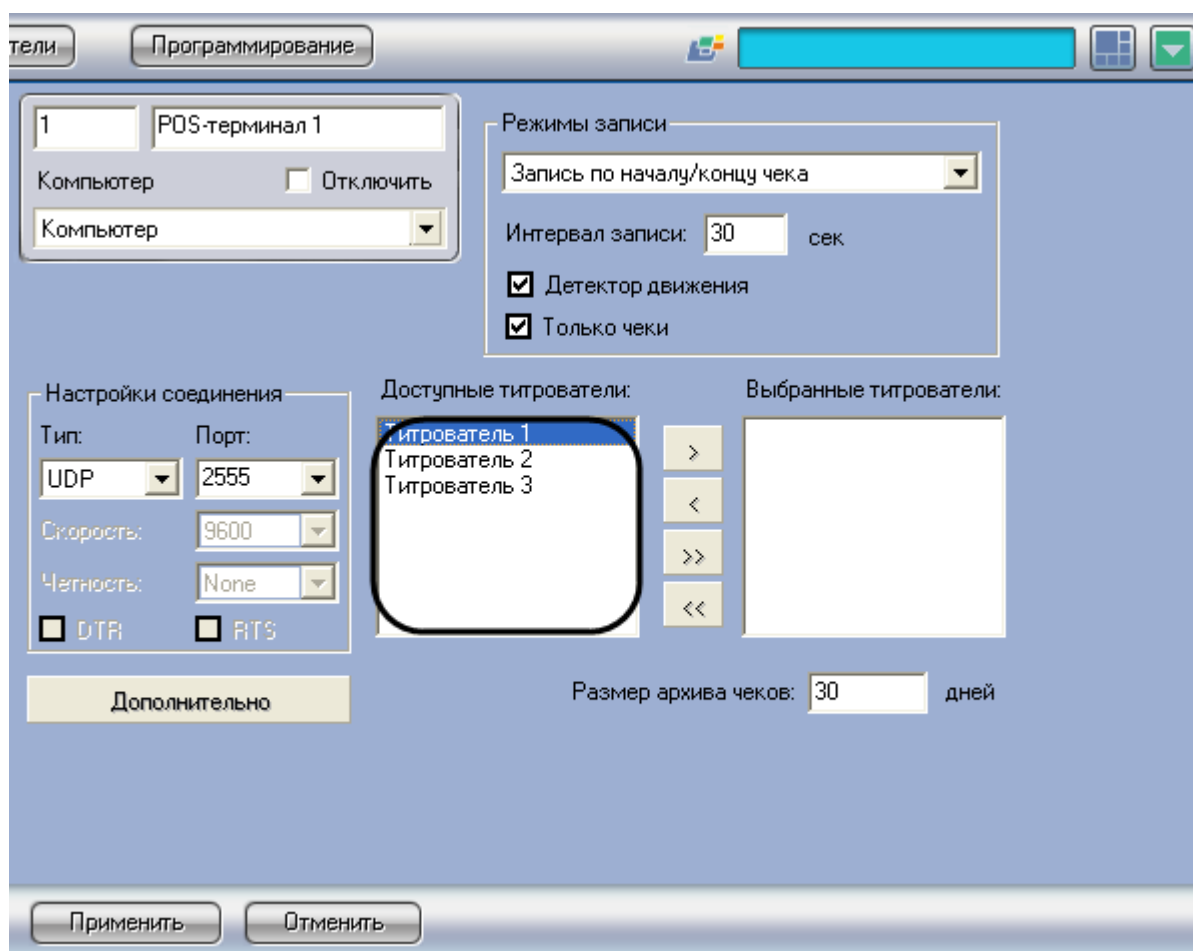 тели Программирование
1 POS-терминал 1
Компьютер Отключить
Компьютер
Режимы записи
Запись по началу/концу чека
Интервал записи: 30 сек
Детектор движения
Только чеки
Настройки соединения
Тип: Порт:
UDP 2555
Скорость: 9600
Четность: None
DTR RTS
Дополнительно
Доступные титрователи:
Титрователь 1
Титрователь 2
Титрователь 3
>
<
>>
<<
Выбранные титрователи:
Размер архива чеков: 30 дней
Применить Отменить